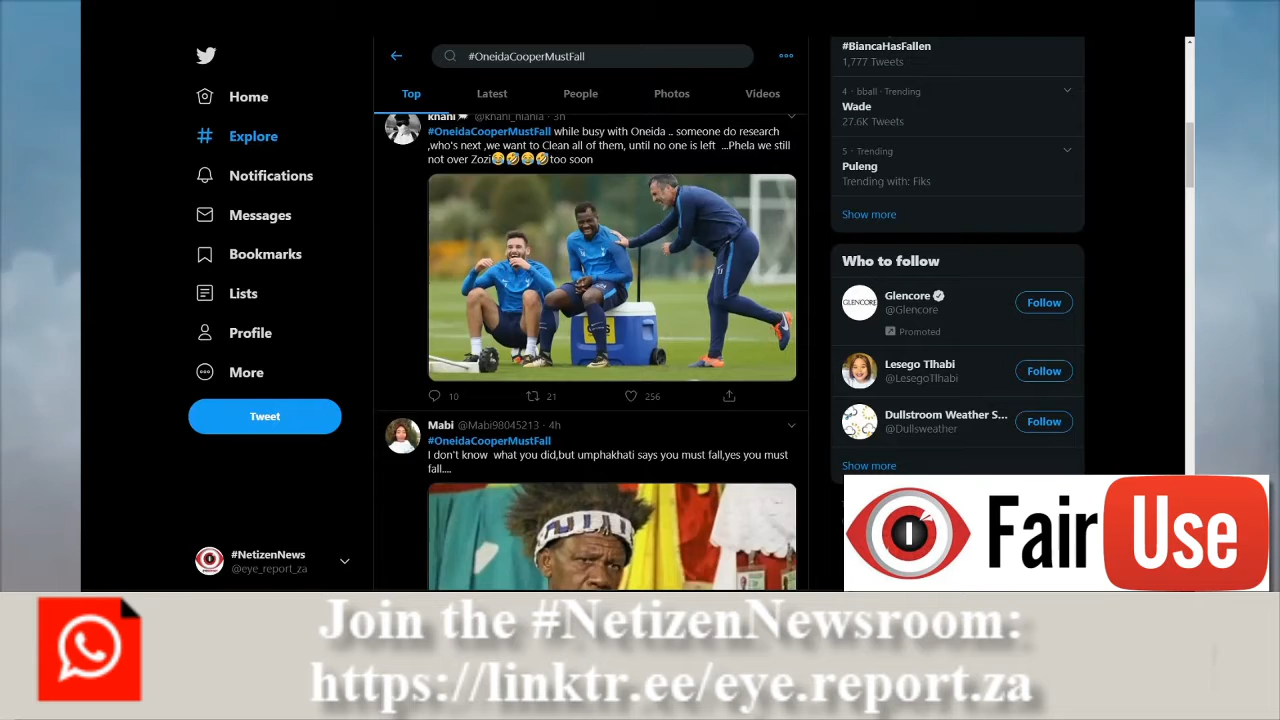 Home
Explore
Notifications
Messages
Bookmarks
Lists
Profile
More
Tweet
#NetizenNews
@eye_report_za
#OneidaCooperMustFall
Top
Latest
People
Photos
Videos
khani @khani_hlahla · 3h
#OneidaCooperMustFall while busy with Oneida .. someone do research
,who's next ,we want to Clean all of them, until no one is left ...Phela we still
not over Zozi😂🤣😂🤣too soon
10
21
256
Mabi @Mabi98045213 · 4h
#OneidaCooperMustFall
I don't know what you did,but umphakhati says you must fall,yes you must
fall....
#BiancaHasFallen
1,777 Tweets
4 · bball · Trending
Wade
27.6K Tweets
5 · Trending
Puleng
Trending with: Fiks
Show more
Who to follow
Glencore
@Glencore
Promoted
Follow
GLENCORE
Lesego Tlhabi
@LesegoTlhabi
Follow
Dullstroom Weather S...
@Dullsweather
Follow
Show more
Fair Use
Join the #NetizenNewsroom:
https://linktr.ee/eye.report.za